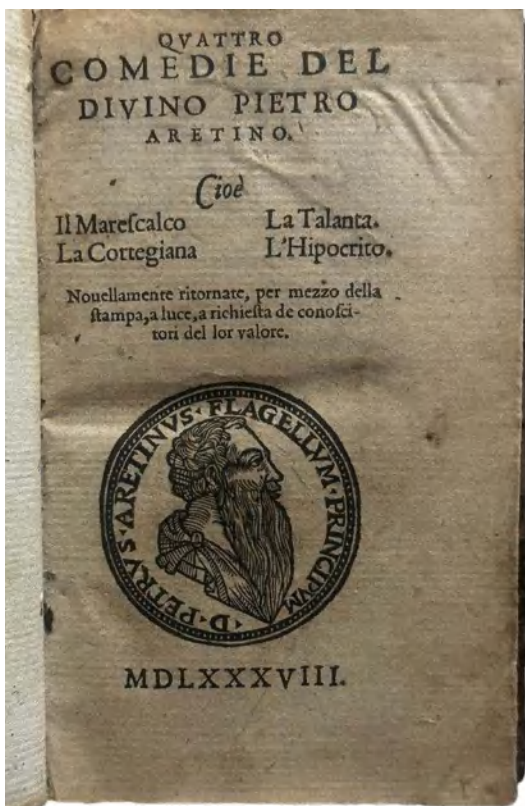 QVATTRO
COMEDIE DEL
DIVINO PIETRO
ARETINO.
Cioè
Il Mareſcalco La Talanta.
La Cortegiana L'Hipocrito.
Nouellamente ritornate, per mezzo della
ſtampa, a luce, a richieſta de conoſci-
tori del lor valore.
D·PETRVS·ARETINVS·FLAGELLVM·PRINCIPVM
MDLXXXVIII.